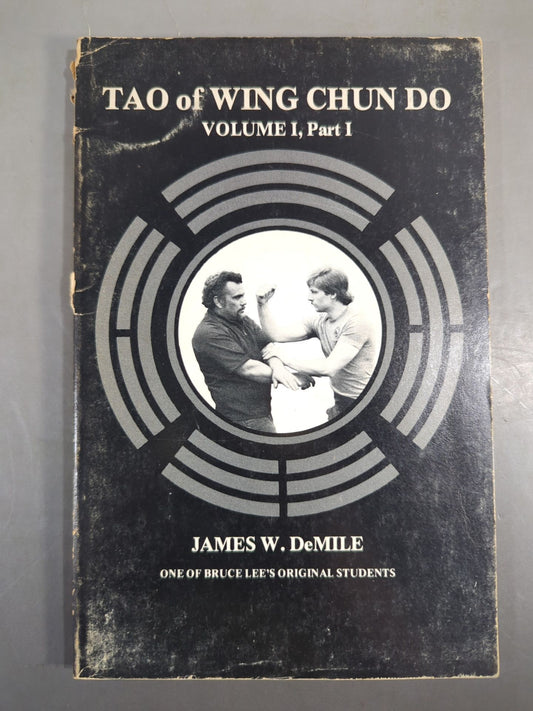 TAO of WING CHUN DO
VOLUME I, Part I
JAMES W. DeMILE
ONE OF BRUCE LEE'S ORIGINAL STUDENTS